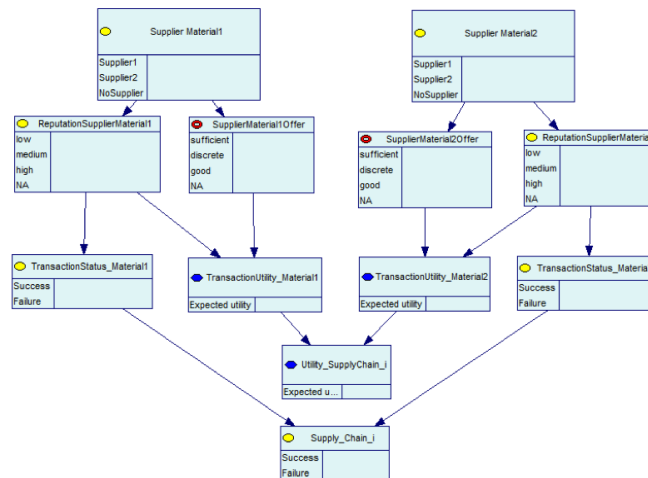 Supplier Material1
Supplier1
Supplier2
NoSupplier
Supplier Material2
Supplier1
Supplier2
NoSupplier
ReputationSupplierMaterial1
low
medium
high
NA
SupplierMaterial1Offer
sufficient
discrete
good
NA
SupplierMaterial2Offer
sufficient
discrete
good
NA
ReputationSupplierMateria
low
medium
high
NA
TransactionStatus_Material1
Success
Failure
TransactionUtility_Material1
Expected utility
TransactionUtility_Material2
Expected utility
TransactionStatus_Materia
Success
Failure
Utility_SupplyChain_i
Expected u...
Supply_Chain_i
Success
Failure